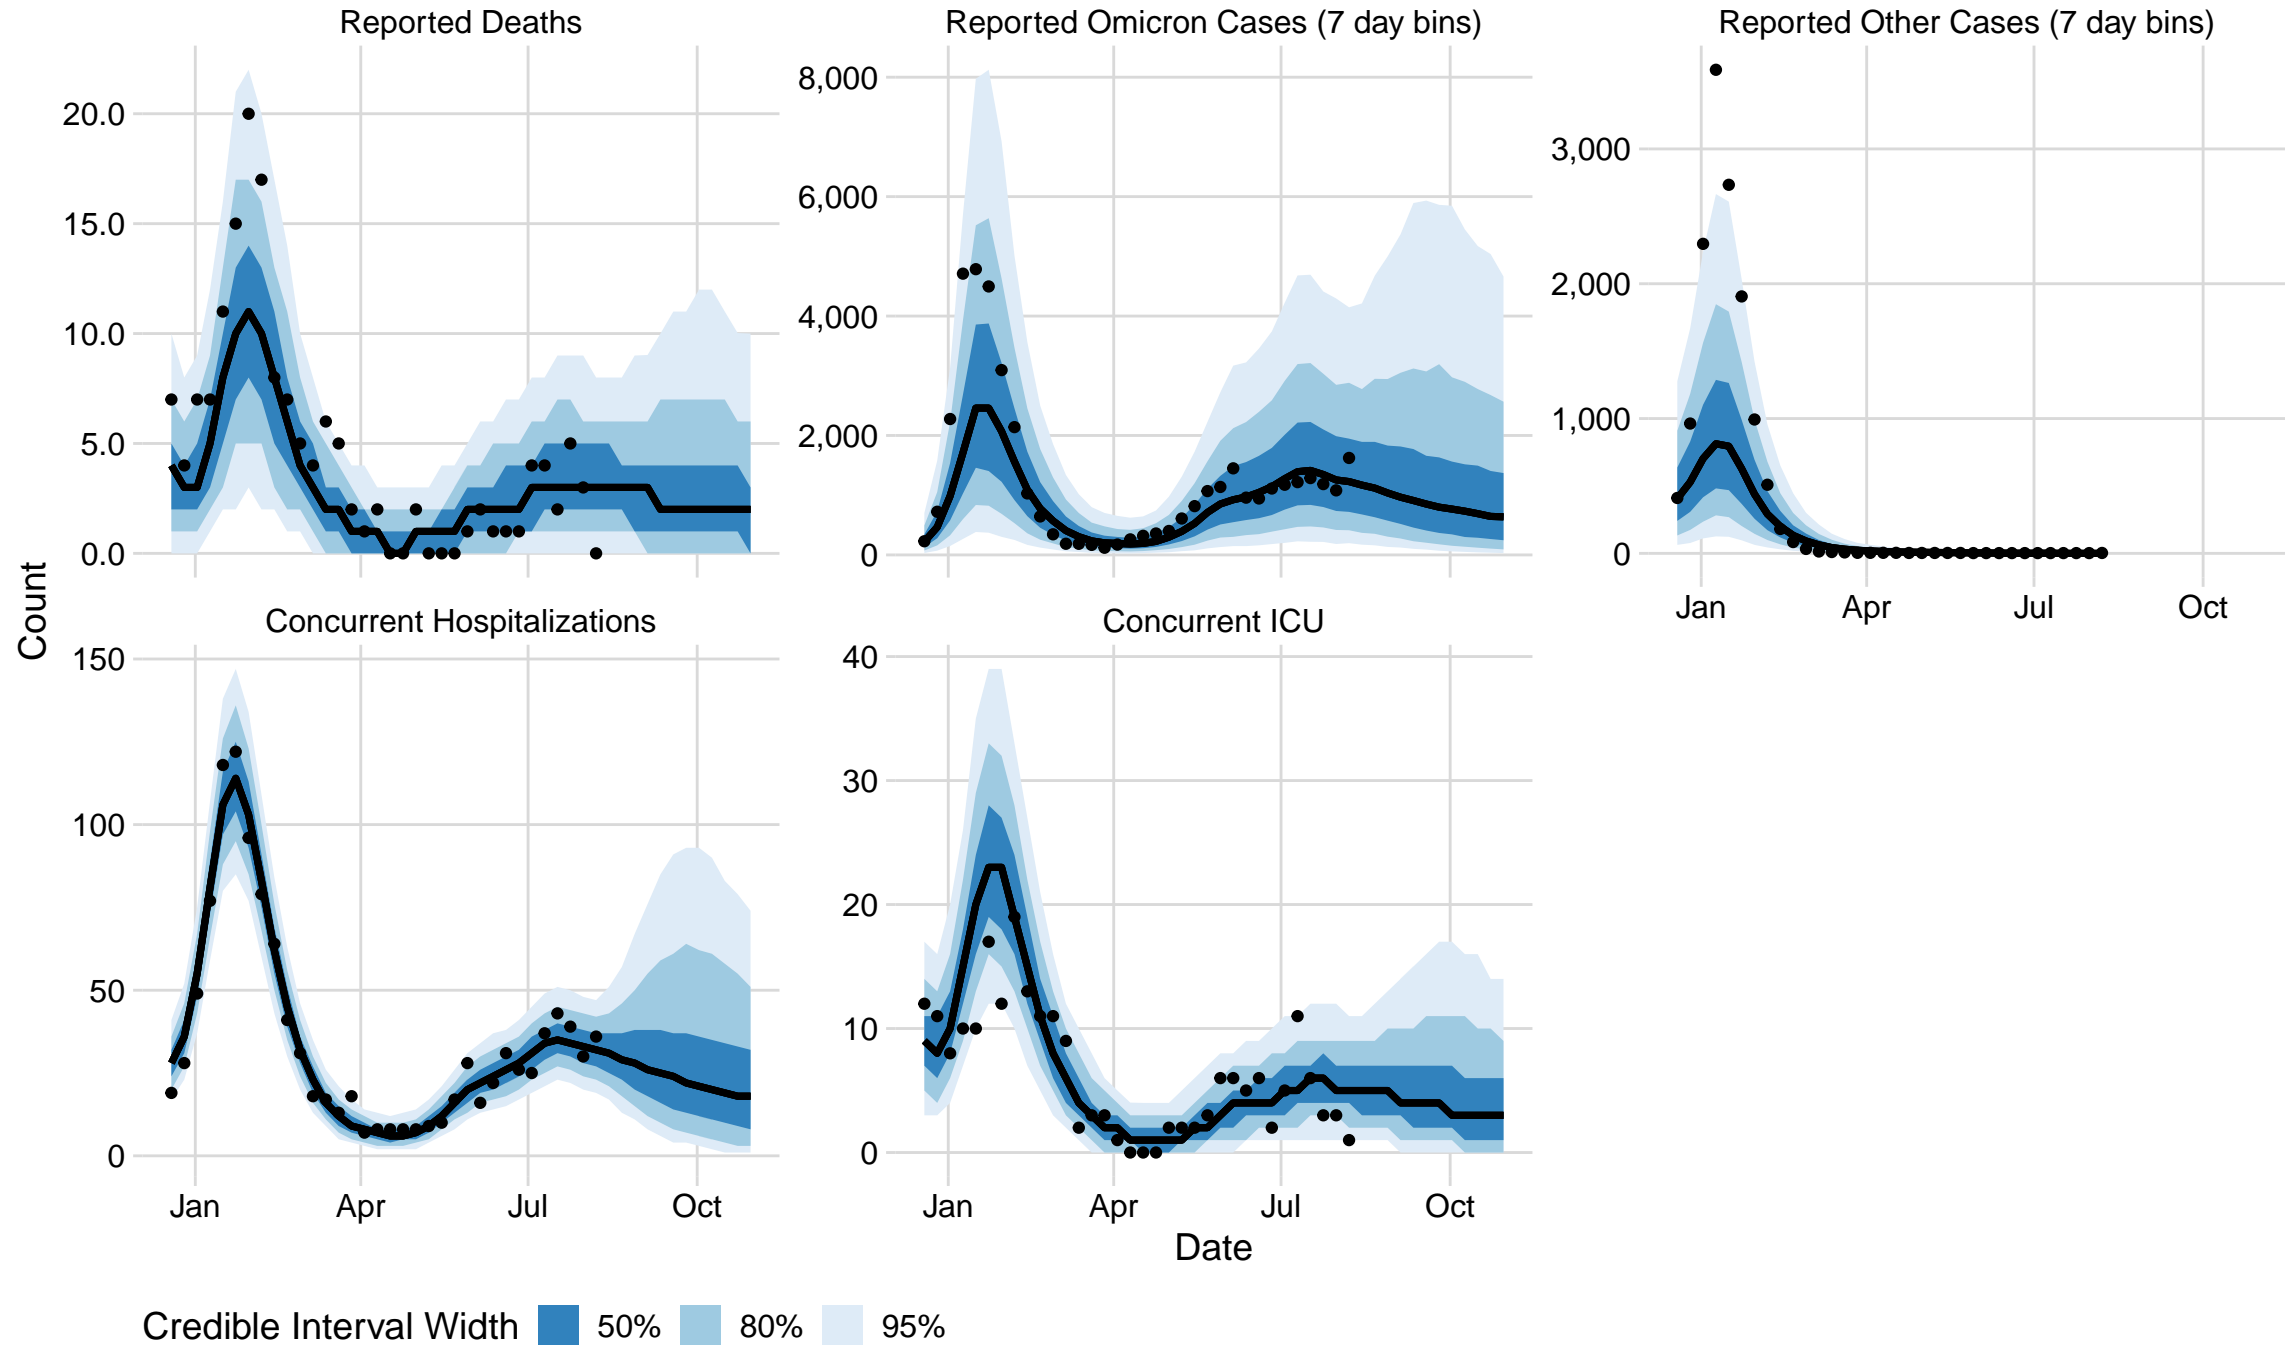 Reported Deaths
Reported Omicron Cases (7 day bins)
Reported Other Cases (7 day bins)
20.0
15.0
10.0
5.0
0.0
8,000
6,000
4,000
2,000
0
3,000
2,000
1,000
0
Jan Apr Jul Oct
Count
Concurrent Hospitalizations
Concurrent ICU
150
100
50
0
40
30
20
10
0
Jan Apr Jul Oct
Jan Apr Jul Oct
Date
Credible Interval Width 50% 80% 95%